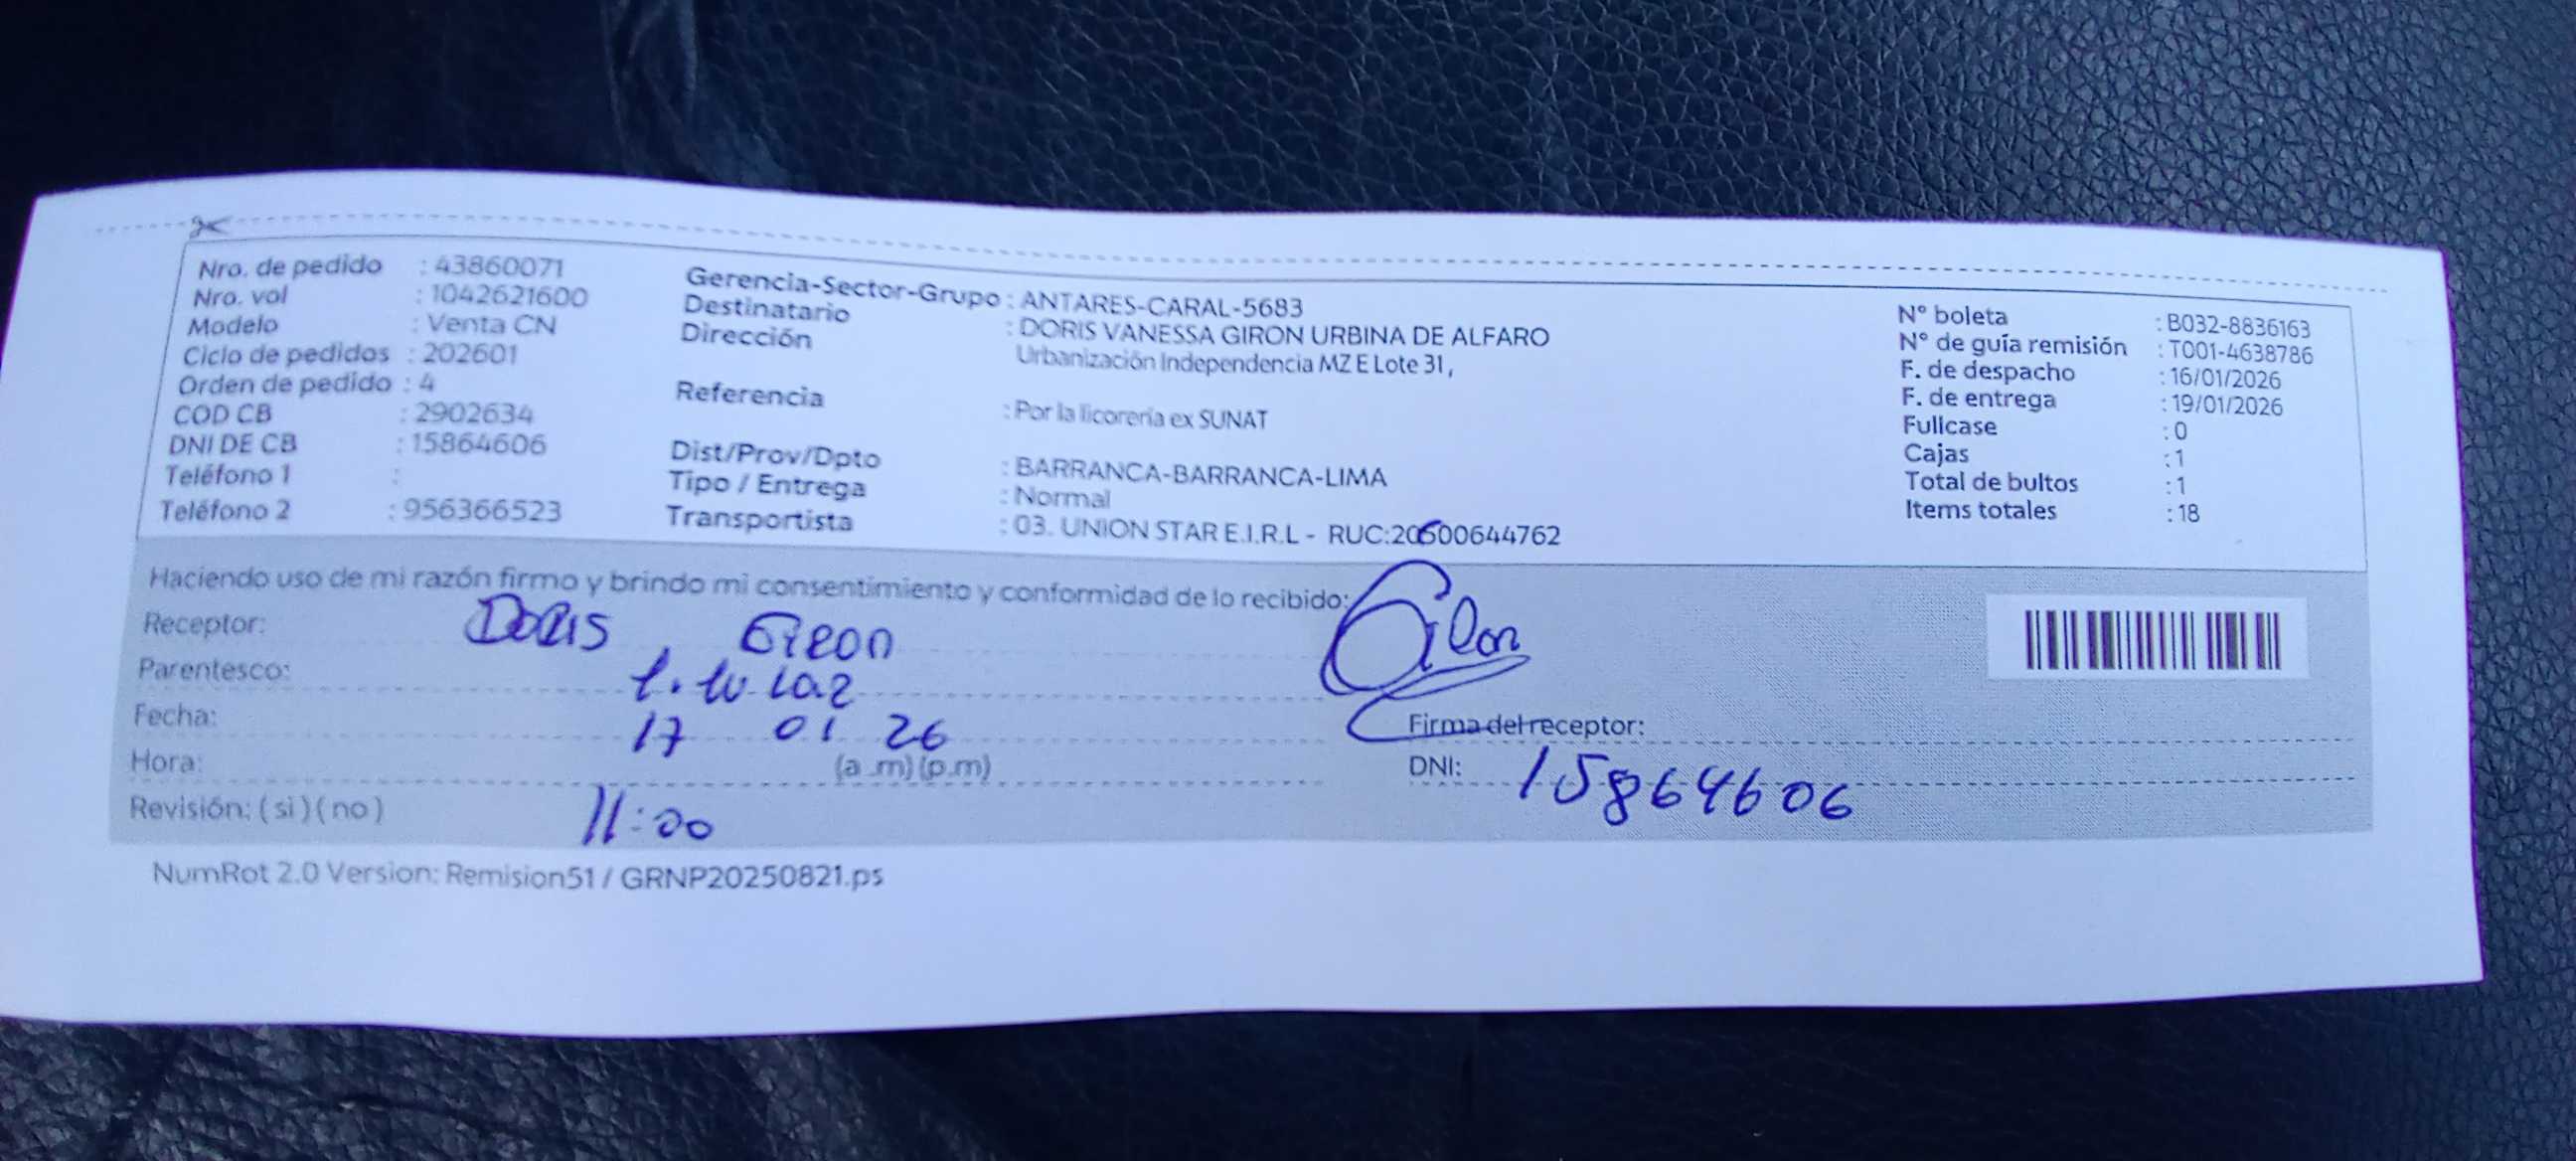 Nro. de pedido : 43860071
Nro. vol : 1042621600
Modelo : Venta CN
Ciclo de pedidos : 202601
Orden de pedido : 4
COD CB : 2902634
DNI DE CB : 15864606
Teléfono 1 :
Teléfono 2 : 956366523
Gerencia-Sector-Grupo : ANTARES-CARAL-5683
Destinatario : DORIS VANESSA GIRON URBINA DE ALFARO
Dirección Urbanización Independencia MZ E Lote 31,
Referencia : Por la licorería ex SUNAT
Dist/Prov/Dpto : BARRANCA-BARRANCA-LIMA
Tipo / Entrega : Normal
Transportista : 03. UNION STAR E.I.R.L - RUC:20600644762
N° boleta : B032-8836163
N° de guía remisión : T001-4638786
F. de despacho : 16/01/2026
F. de entrega : 19/01/2026
Fullcase : 0
Cajas : 1
Total de bultos : 1
Items totales : 18
Haciendo uso de mi razón firmo y brindo mi consentimiento y conformidad de lo recibido:
Receptor: Doris Giron
Parentesco: titular
Fecha: 17 01 26
Hora: (a .m) (p.m)
Revisión: ( si ) ( no ) 11:00
Giron
Firma del receptor:
DNI: 15864606
NumRot 2.0 Version: Remision51 / GRNP20250821.ps